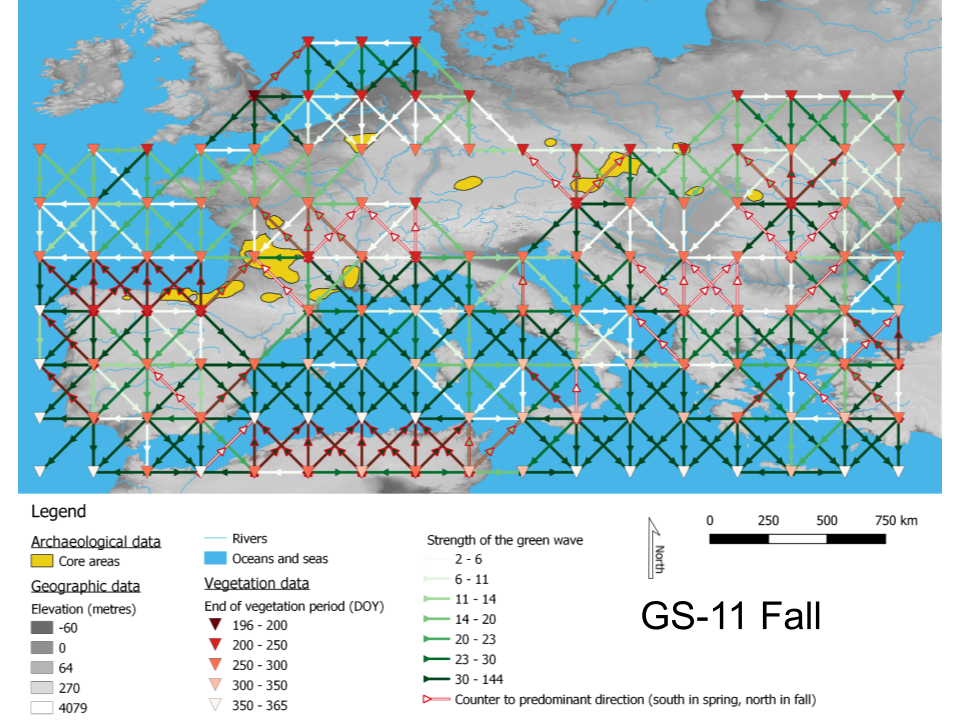 Legend
Archaeological data
Core areas
Geographic data
Elevation (metres)
-60
0
64
270
4079
Rivers
Oceans and seas
Vegetation data
End of vegetation period (DOY)
196 - 200
200 - 250
250 - 300
300 - 350
350 - 365
Strength of the green wave
2 - 6
6 - 11
11 - 14
14 - 20
20 - 23
23 - 30
30 - 144
Counter to predominant direction (south in spring, north in fall)
North
0 250 500 750 km
GS-11 Fall